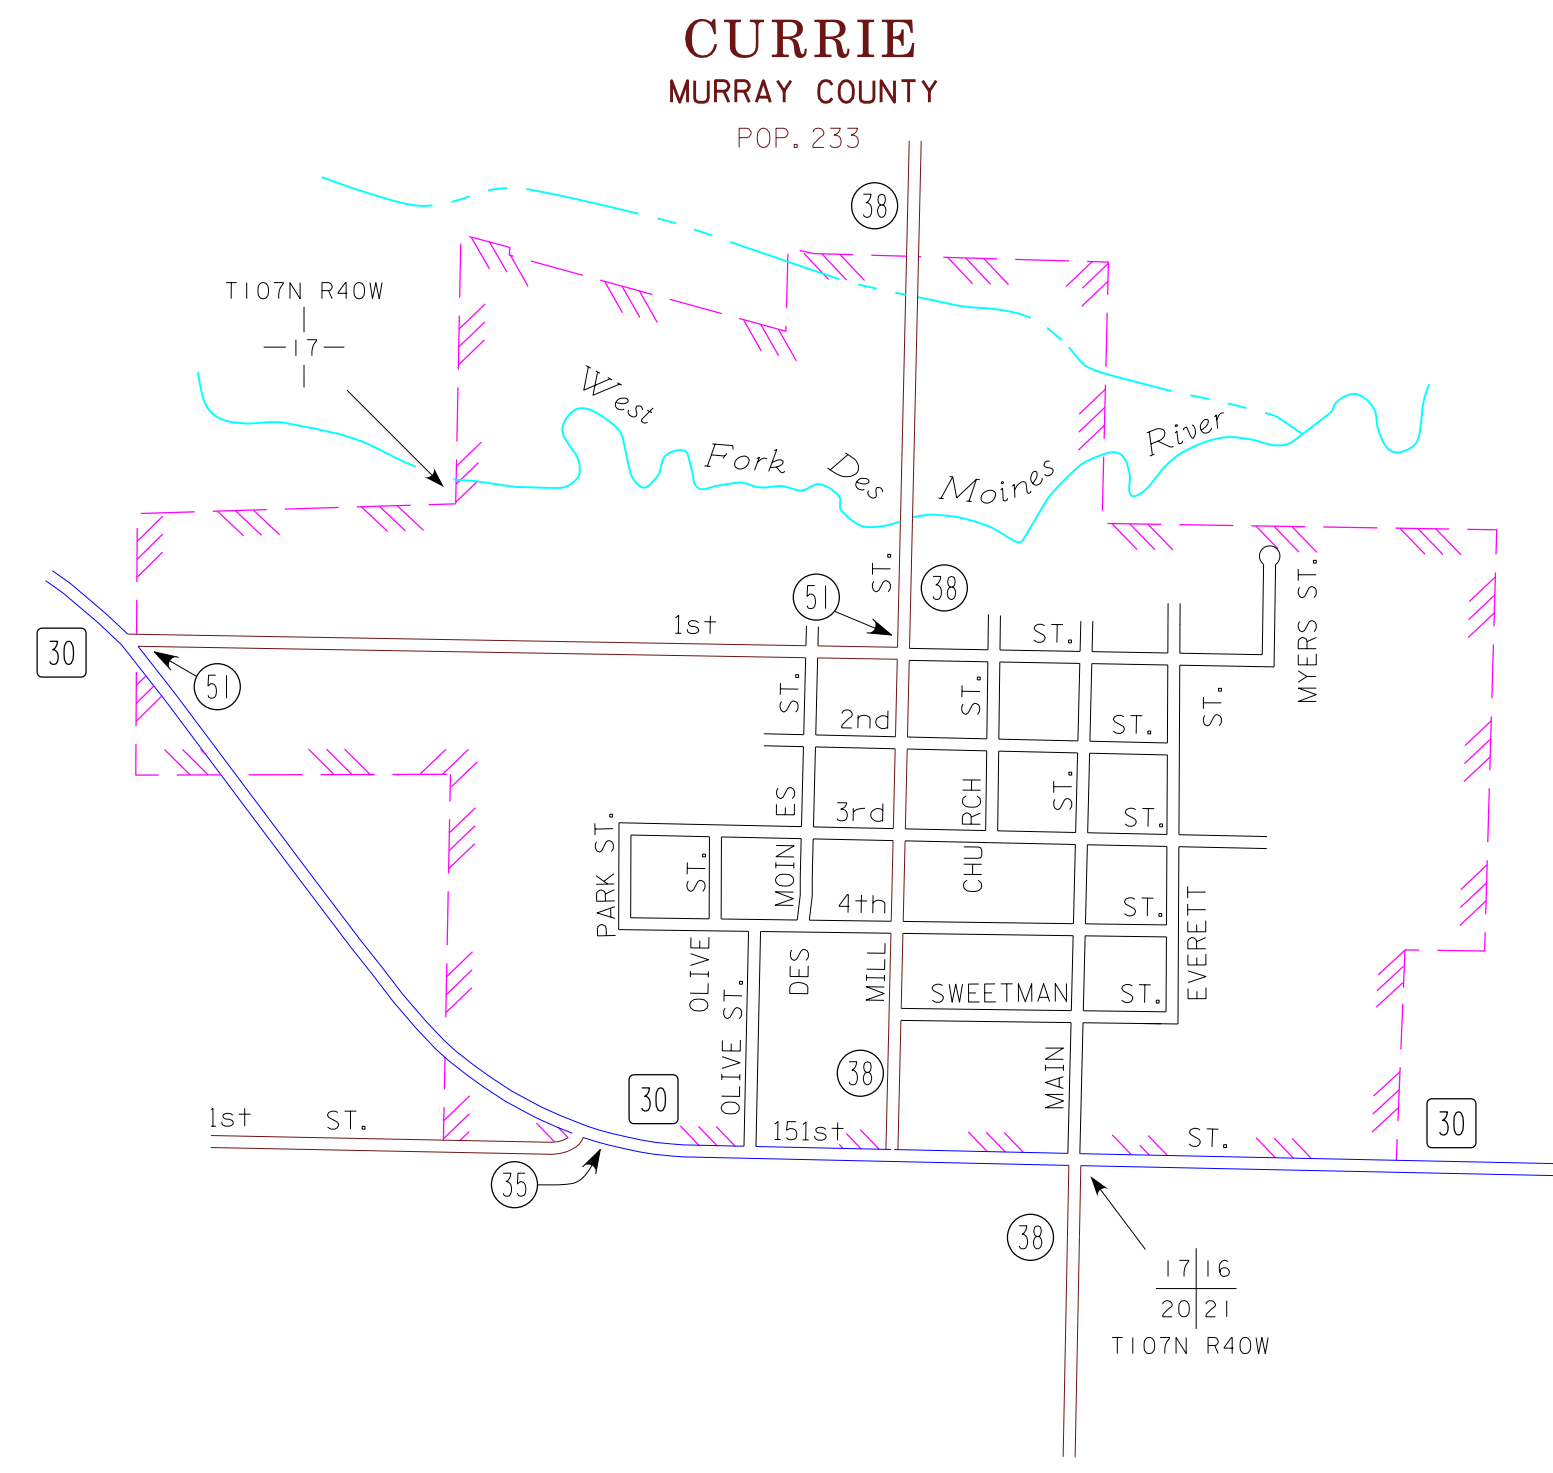 CURRIE
MURRAY COUNTY
POP. 233
38
T107N R40W
17
West Fork Des Moines River
ST.
38
51
1st
ST.
30
51
MYERS ST.
ST.
ST.
ST.
2nd
ST.
ST.
ES
3rd
RCH
ST.
PARK ST.
ST.
MOIN
CHU
4th
ST.
OLIVE
DES
MILL
EVERETT
SWEETMAN
ST.
OLIVE ST.
MAIN
38
30
1st
ST.
151st
ST.
30
35
38
17 16
20 21
T107N R40W